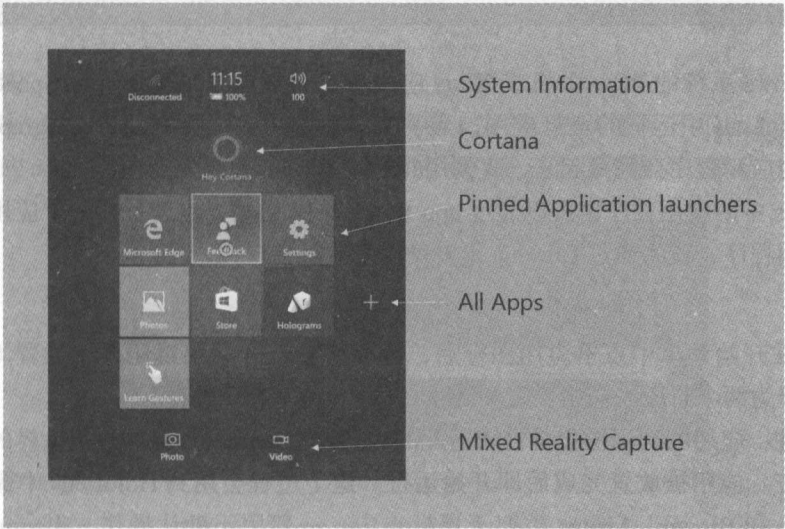 11:15
Disconnected 100% 100
System Information
Cortana
Hey Cortana
Pinned Application launchers
Microsoft Edge Feedback Settings
Photos Store Holograms
All Apps
Learn Gestures
Photo Video
Mixed Reality Capture